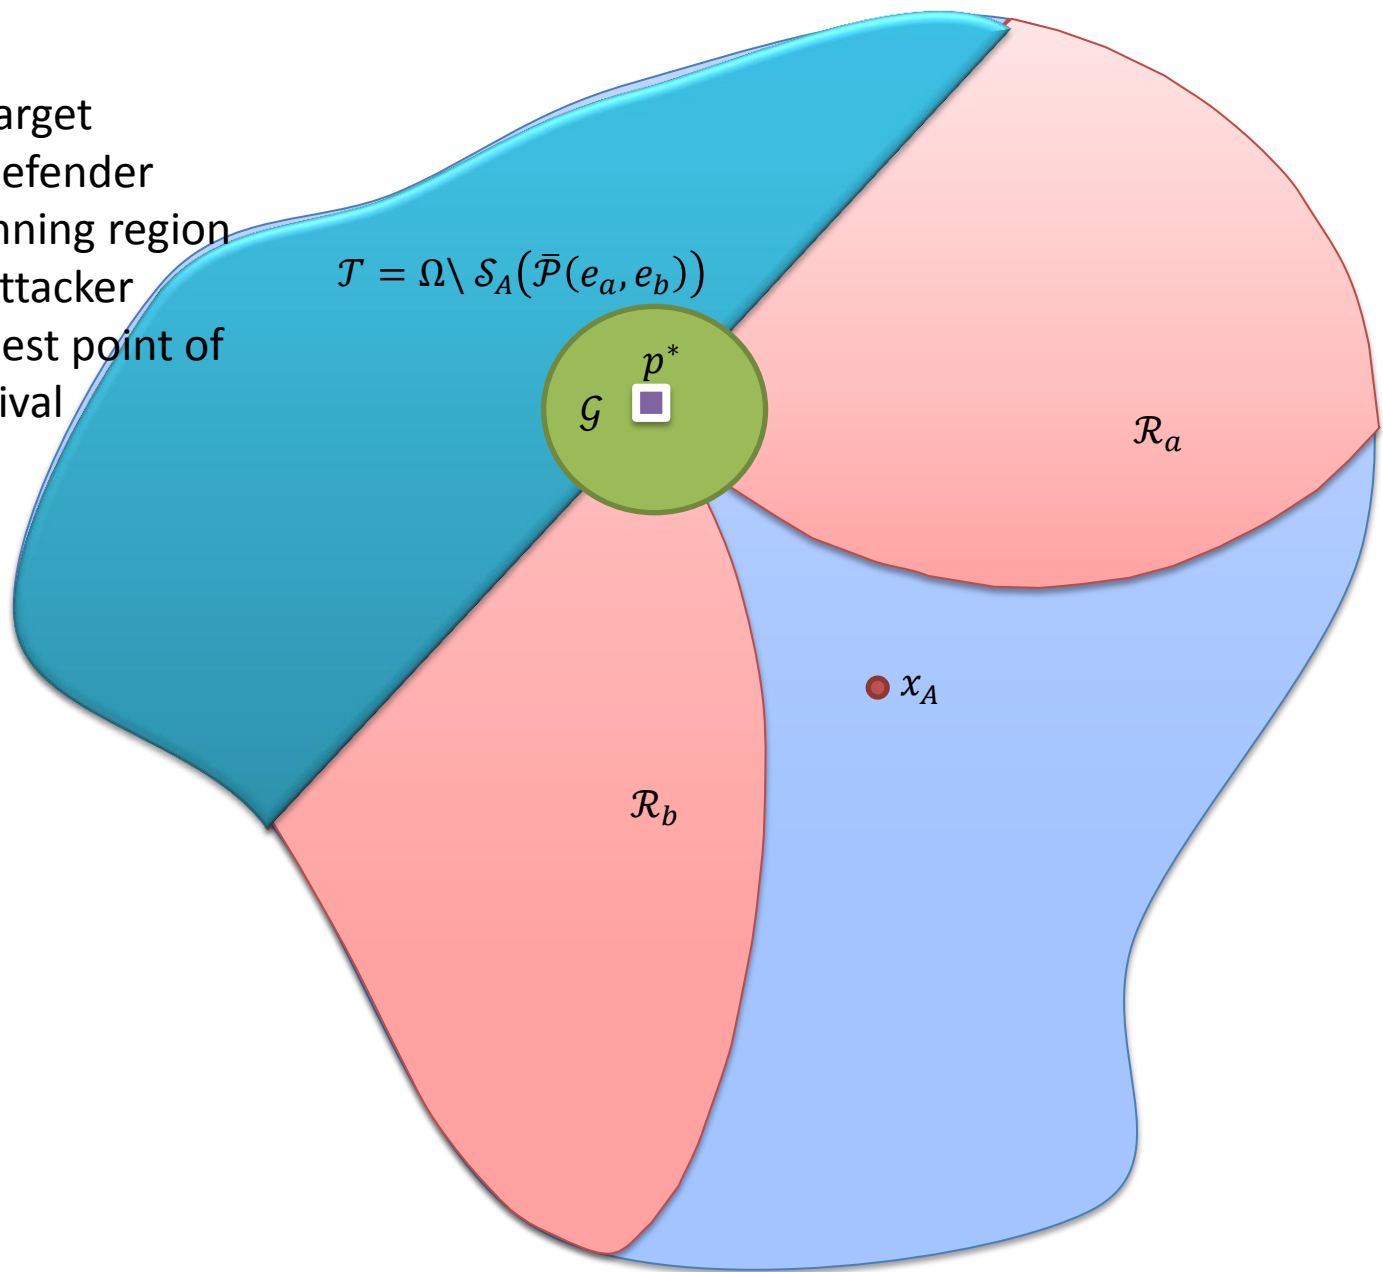 arget
efender
nning region
ttacker
est point of
ival
𝒯 = Ω\ 𝒮_A(𝒫̄(e_a, e_b))
p*
𝒢
ℛ_a
x_A
ℛ_b